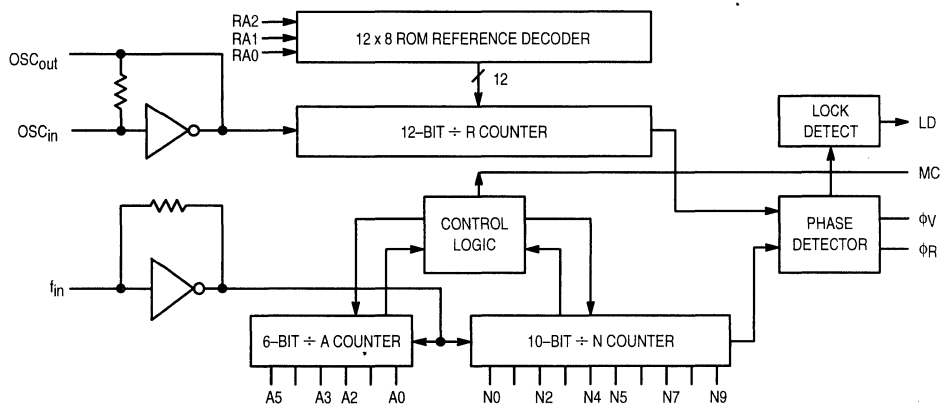 RA2
RA1
RA0
12 x 8 ROM REFERENCE DECODER
OSCout
12
LOCK
DETECT
LD
OSCin
12–BIT ÷ R COUNTER
MC
CONTROL
LOGIC
PHASE
DETECTOR
ϕV
ϕR
fin
6–BIT ÷ A COUNTER
10–BIT ÷ N COUNTER
A5 A3 A2 A0 N0 N2 N4 N5 N7 N9